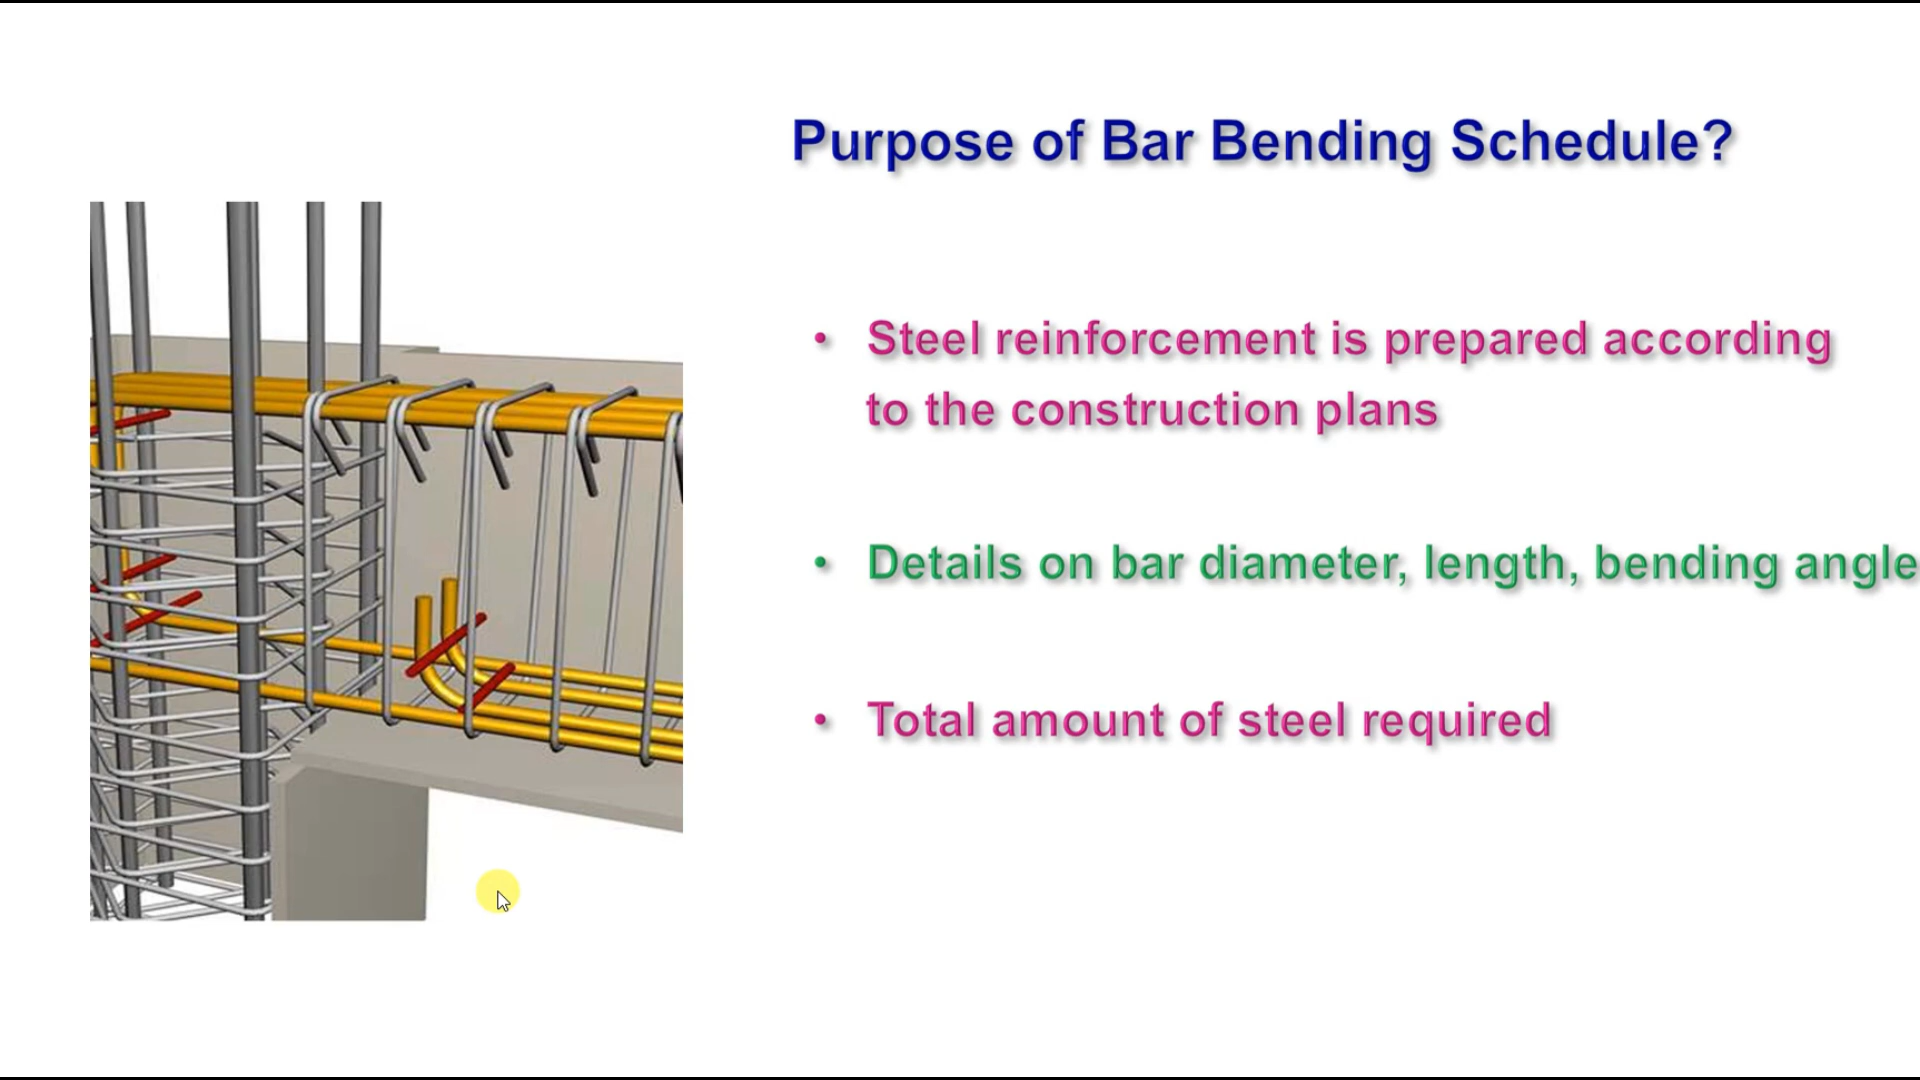 Purpose of Bar Bending Schedule?
• Steel reinforcement is prepared according
to the construction plans
• Details on bar diameter, length, bending angle
• Total amount of steel required